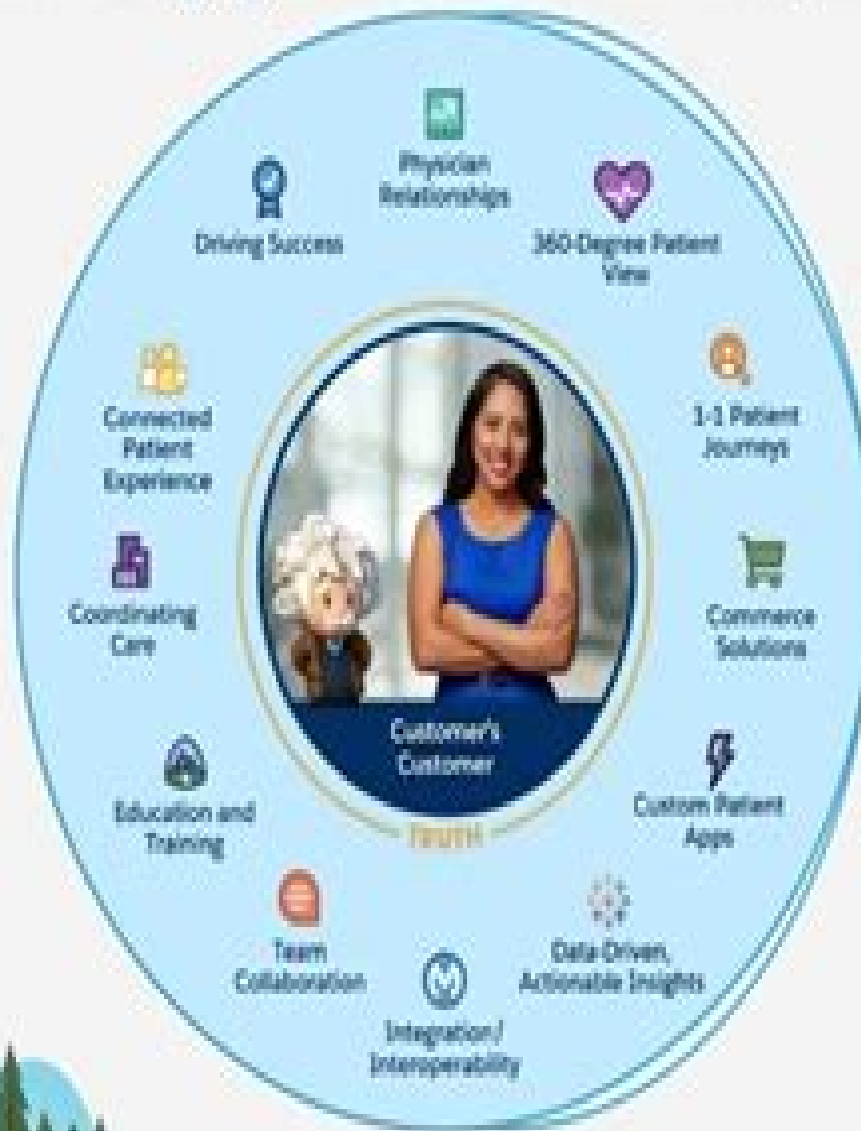 Physician
Relationships
360-Degree Patient
View
1-1 Patient
Journeys
Commerce
Solutions
Custom Patient
Apps
Data-Driven,
Actionable Insights
Integration/
Interoperability
Team
Collaboration
Education and
Training
Coordinating
Care
Connected
Patient
Experience
Driving Success
Customer's
Customer
TRUTH